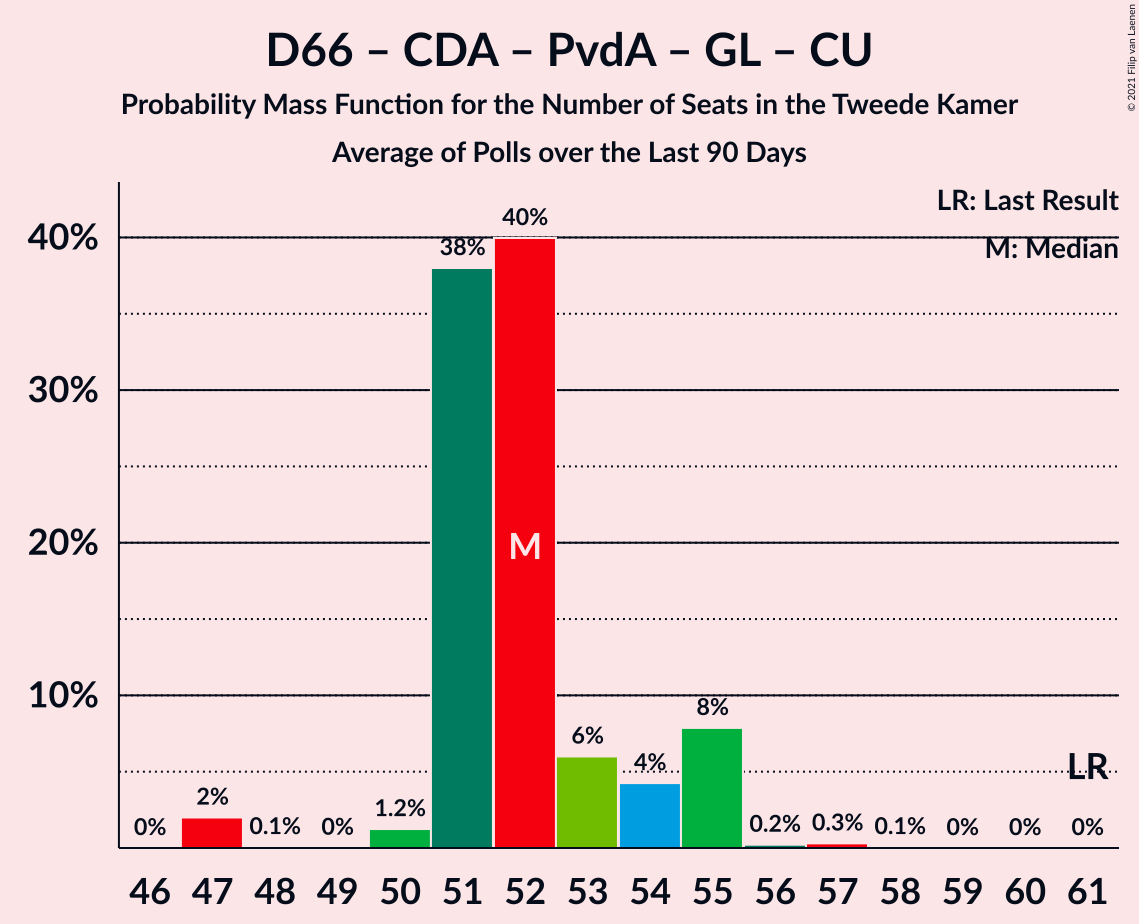 D66 – CDA – PvdA – GL – CU
Probability Mass Function for the Number of Seats in the Tweede Kamer
Average of Polls over the Last 90 Days
© 2021 Filip van Laenen
LR: Last Result
M: Median
40%
30%
20%
10%
0%
2%
0.1%
0%
1.2%
38%
40%
6%
4%
8%
0.2%
0.3%
0.1%
0%
0%
0%
M
LR
46 47 48 49 50 51 52 53 54 55 56 57 58 59 60 61